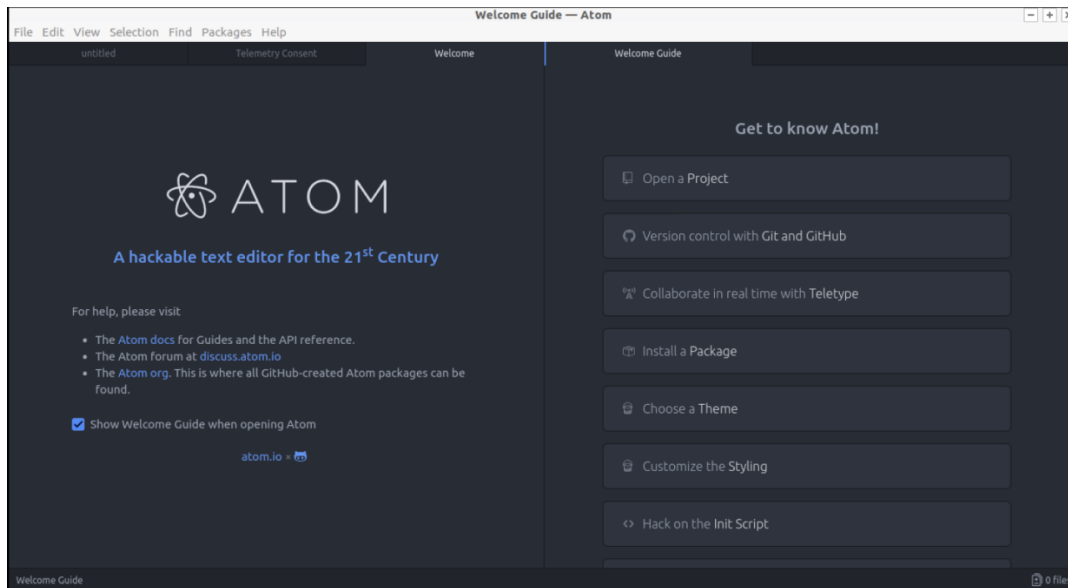 Welcome Guide — Atom
File Edit View Selection Find Packages Help
untitled
Telemetry Consent
Welcome
Welcome Guide
ATOM
A hackable text editor for the 21st Century
For help, please visit
The Atom docs for Guides and the API reference.
The Atom forum at discuss.atom.io
The Atom org. This is where all GitHub-created Atom packages can be
found.
Show Welcome Guide when opening Atom
atom.io ×
Get to know Atom!
Open a Project
Version control with Git and GitHub
Collaborate in real time with Teletype
Install a Package
Choose a Theme
Customize the Styling
Hack on the Init Script
Welcome Guide
0 file